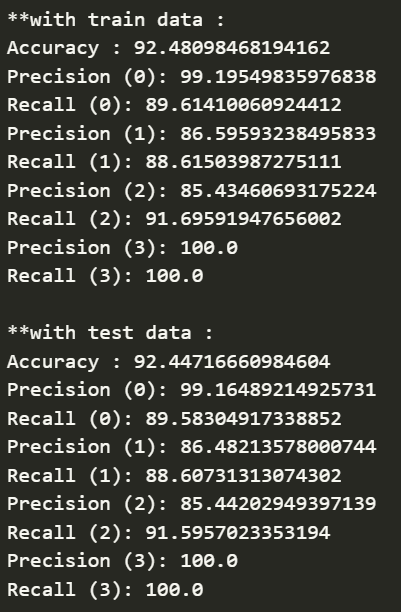 **with train data :
Accuracy : 92.48098468194162
Precision (0): 99.19549835976838
Recall (0): 89.61410060924412
Precision (1): 86.59593238495833
Recall (1): 88.61503987275111
Precision (2): 85.43460693175224
Recall (2): 91.69591947656002
Precision (3): 100.0
Recall (3): 100.0

**with test data :
Accuracy : 92.44716660984604
Precision (0): 99.16489214925731
Recall (0): 89.58304917338852
Precision (1): 86.48213578000744
Recall (1): 88.60731313074302
Precision (2): 85.44202949397139
Recall (2): 91.5957023353194
Precision (3): 100.0
Recall (3): 100.0